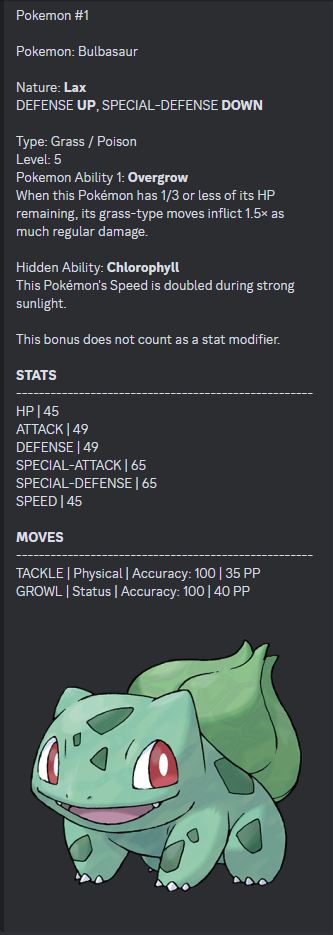 Pokemon #1
Pokemon: Bulbasaur
Nature: Lax
DEFENSE UP, SPECIAL-DEFENSE DOWN
Type: Grass / Poison
Level: 5
Pokemon Ability 1: Overgrow
When this Pokémon has 1/3 or less of its HP
remaining, its grass-type moves inflict 1.5× as
much regular damage.
Hidden Ability: Chlorophyll
This Pokémon's Speed is doubled during strong
sunlight.
This bonus does not count as a stat modifier.
STATS
----------------------------------------------------
HP | 45
ATTACK | 49
DEFENSE | 49
SPECIAL-ATTACK | 65
SPECIAL-DEFENSE | 65
SPEED | 45
MOVES
----------------------------------------------------
TACKLE | Physical | Accuracy: 100 | 35 PP
GROWL | Status | Accuracy: 100 | 40 PP